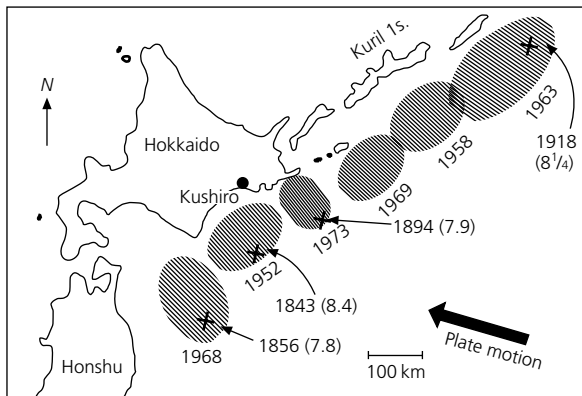 Kuril 1s.
N
1963
Hokkaido
1958
1918
(8¼)
Kushiro
1969
1973
1894 (7.9)
1952
1843 (8.4)
1856 (7.8)
1968
Plate motion
Honshu
100 km